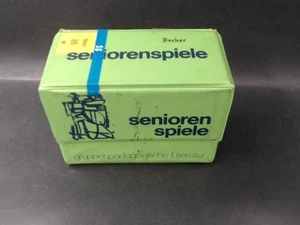 Becker
seniorenspiele
senioren
spiele
gruppenpädagogische Literatur